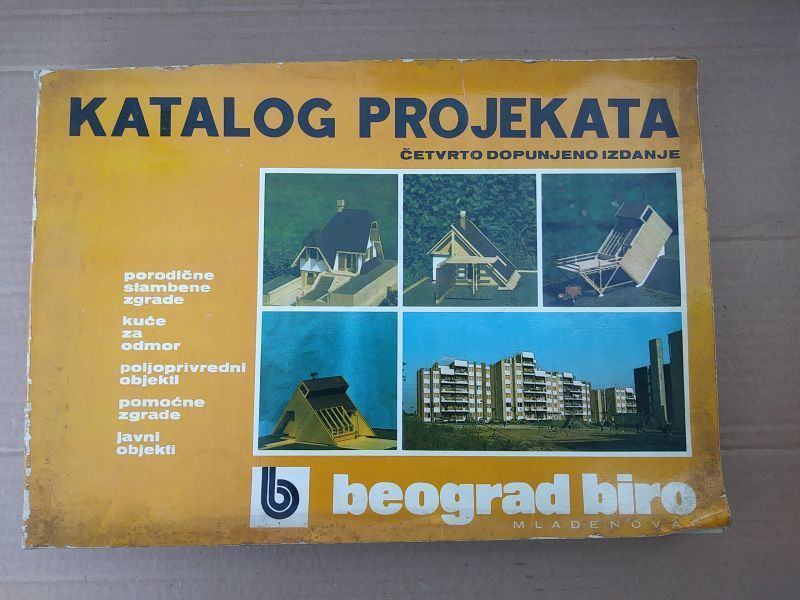 KATALOG PROJEKATA
ČETVRTO DOPUNJENO IZDANJE
porodične
stambene
zgrade
kuće
za
odmor
poljoprivredni
objekti
pomoćne
zgrade
javni
objekti
b
beograd biro
MLADENOVAC